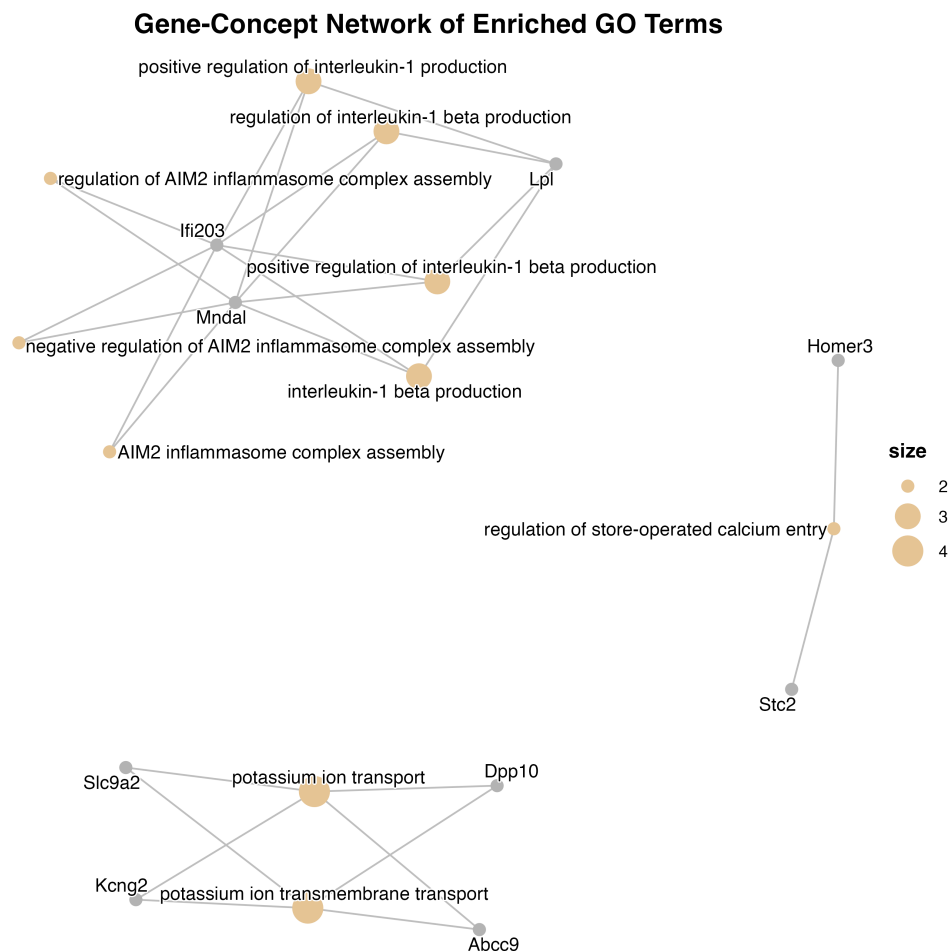 Gene-Concept Network of Enriched GO Terms
positive regulation of interleukin-1 production
regulation of interleukin-1 beta production
regulation of AIM2 inflammasome complex assembly
Lpl
Ifi203
positive regulation of interleukin-1 beta production
Mndal
negative regulation of AIM2 inflammasome complex assembly
Homer3
interleukin-1 beta production
AIM2 inflammasome complex assembly
size
2
3
4
regulation of store-operated calcium entry
Stc2
Slc9a2
potassium ion transport
Dpp10
Kcng2
potassium ion transmembrane transport
Abcc9